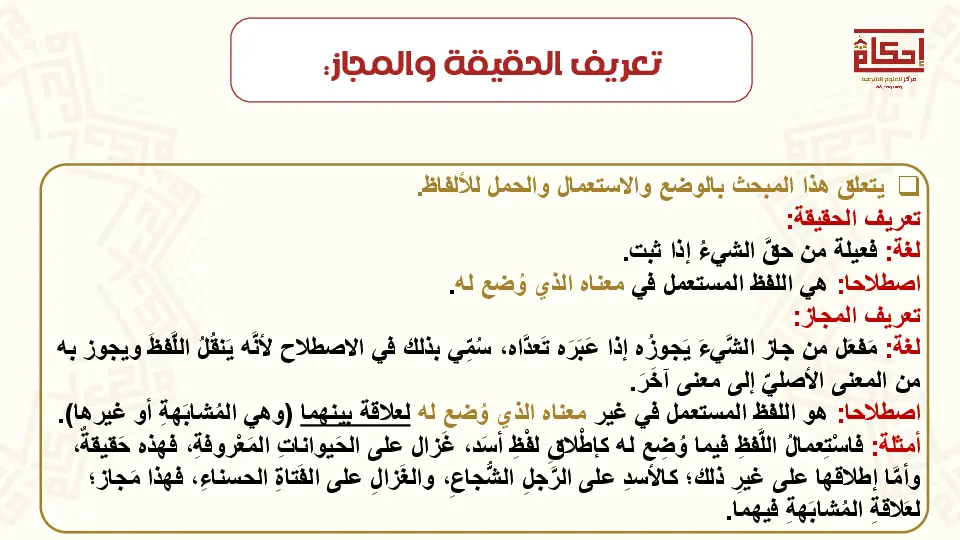 تعريف الحقيقة والمجاز:
إحكام
مركز للعلوم الشرعية
❑ يتعلق هذا المبحث بالوضع والاستعمال والحمل للألفاظ.
تعريف الحقيقة:
لغة: فعيلة من حقَّ الشيءُ إذا ثبت.
اصطلاحا: هي اللفظ المستعمل في معناه الذي وُضع له.
تعريف المجاز:
لغة: مَفعَل من جاز الشَّيءَ يَجوزُه إذا عَبَرَه تَعدَّاه، سُمِّي بذلك في الاصطلاح لأنَّه يَنقُلُ اللَّفظَ ويجوز به
من المعنى الأصليّ إلى معنى آخَرَ.
اصطلاحا: هو اللفظ المستعمل في غير معناه الذي وُضع له لعلاقة بينهما (وهي المُشابَهةِ أو غيرها).
أمثلة: فاسْتِعمالُ اللَّفظِ فيما وُضِع له كإطْلاقِ لفْظِ أسَد، غَزال على الحَيواناتِ المَعْروفةِ، فهذه حَقيقةٌ،
وأمَّا إطلاقها على غيرِ ذلك؛ كالأسدِ على الرَّجلِ الشُّجاعِ، والغَزالِ على الفَتاةِ الحسناءِ، فهذا مَجاز؛
لعَلاقةِ المُشابَهةِ فيهما.